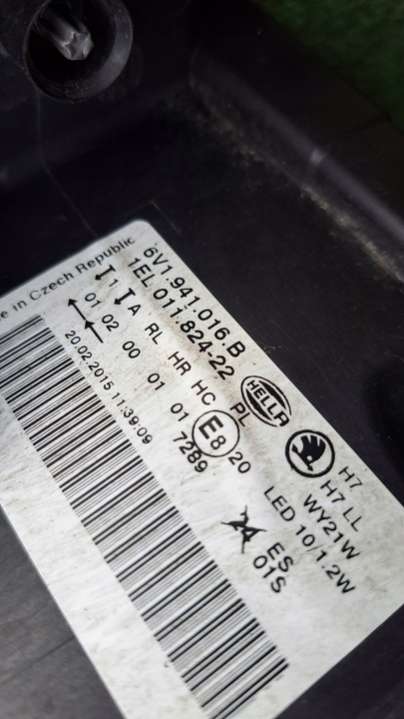 e in Czech Republic
6V1.941.016.B
1EL 011.824-22
1 A RL HR HC PL
01 02 00 01 01 E8 20
7289
20.02.2015 11:39:09
HELLA
H7
H7 LL
WY21W
LED 10/1.2W
ES
01S